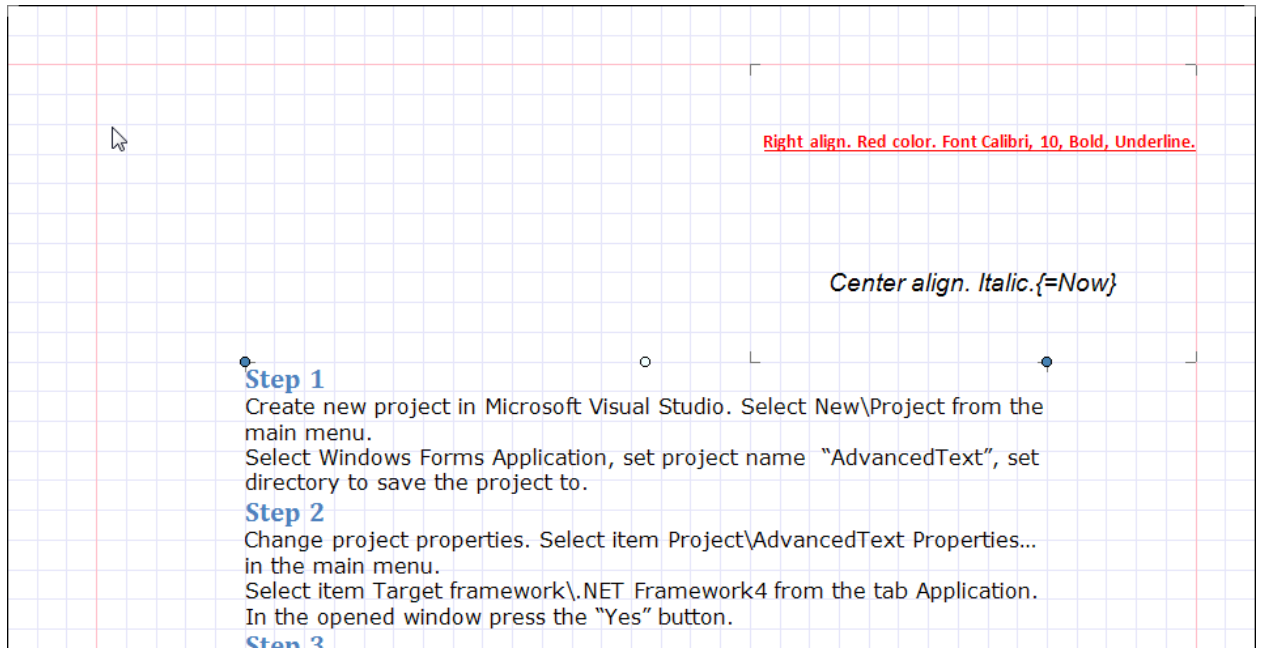 Right align. Red color. Font Calibri, 10, Bold, Underline.
Center align. Italic.{=Now}
Step 1
Create new project in Microsoft Visual Studio. Select New\Project from the
main menu.
Select Windows Forms Application, set project name  “AdvancedText”, set
directory to save the project to.
Step 2
Change project properties. Select item Project\AdvancedText Properties…
in the main menu.
Select item Target framework\.NET Framework4 from the tab Application.
In the opened window press the “Yes” button.
Step 3